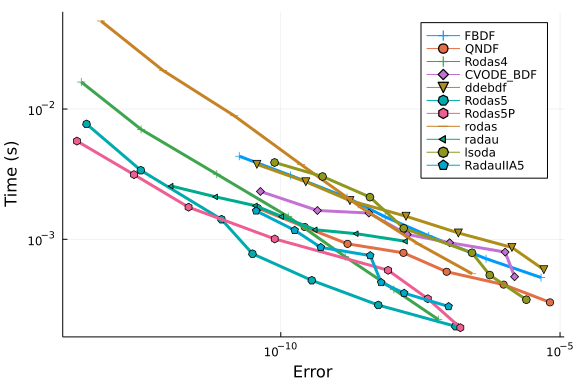 FBDF
QNDF
Rodas4
CVODE_BDF
ddebdf
Rodas5
Rodas5P
rodas
radau
lsoda
RadauIIA5
Time (s)
10⁻²
10⁻³
10⁻¹⁰
10⁻⁵
Error